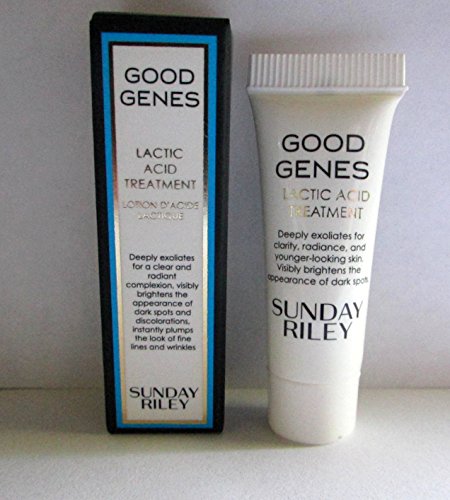 GOOD
GENES
LACTIC
ACID
TREATMENT
LOTION D'ACIDE
LACTIQUE
Deeply exoliates
for a clear and
radiant
complexion, visibly
brightens the
appearance of
dark spots and
discolorations,
instantly plumps
the look of fine
lines and wrinkles
SUNDAY
RILEY
GOOD
GENES
LACTIC ACID
TREATMENT
Deeply exoliates for
clarity, radiance, and
younger-looking skin.
Visibly brightens the
appearance of dark spots.
SUNDAY
RILEY